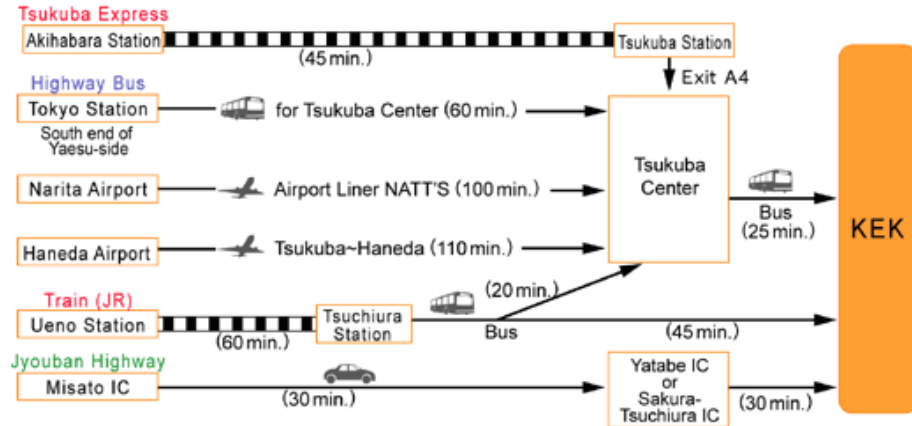 Tsukuba Express
Akihabara Station
(45 min.)
Tsukuba Station
Exit A4
Highway Bus
Tokyo Station
South end of
Yaesu-side
for Tsukuba Center (60 min.)
Narita Airport
Airport Liner NATT'S (100 min.)
Haneda Airport
Tsukuba~Haneda (110 min.)
Tsukuba
Center
Bus
(25 min.)
KEK
Train (JR)
Ueno Station
(60 min.)
Tsuchiura
Station
Bus
(20 min.)
(45 min.)
Jyouban Highway
Misato IC
(30 min.)
Yatabe IC
or
Sakura-
Tsuchiura IC
(30 min.)